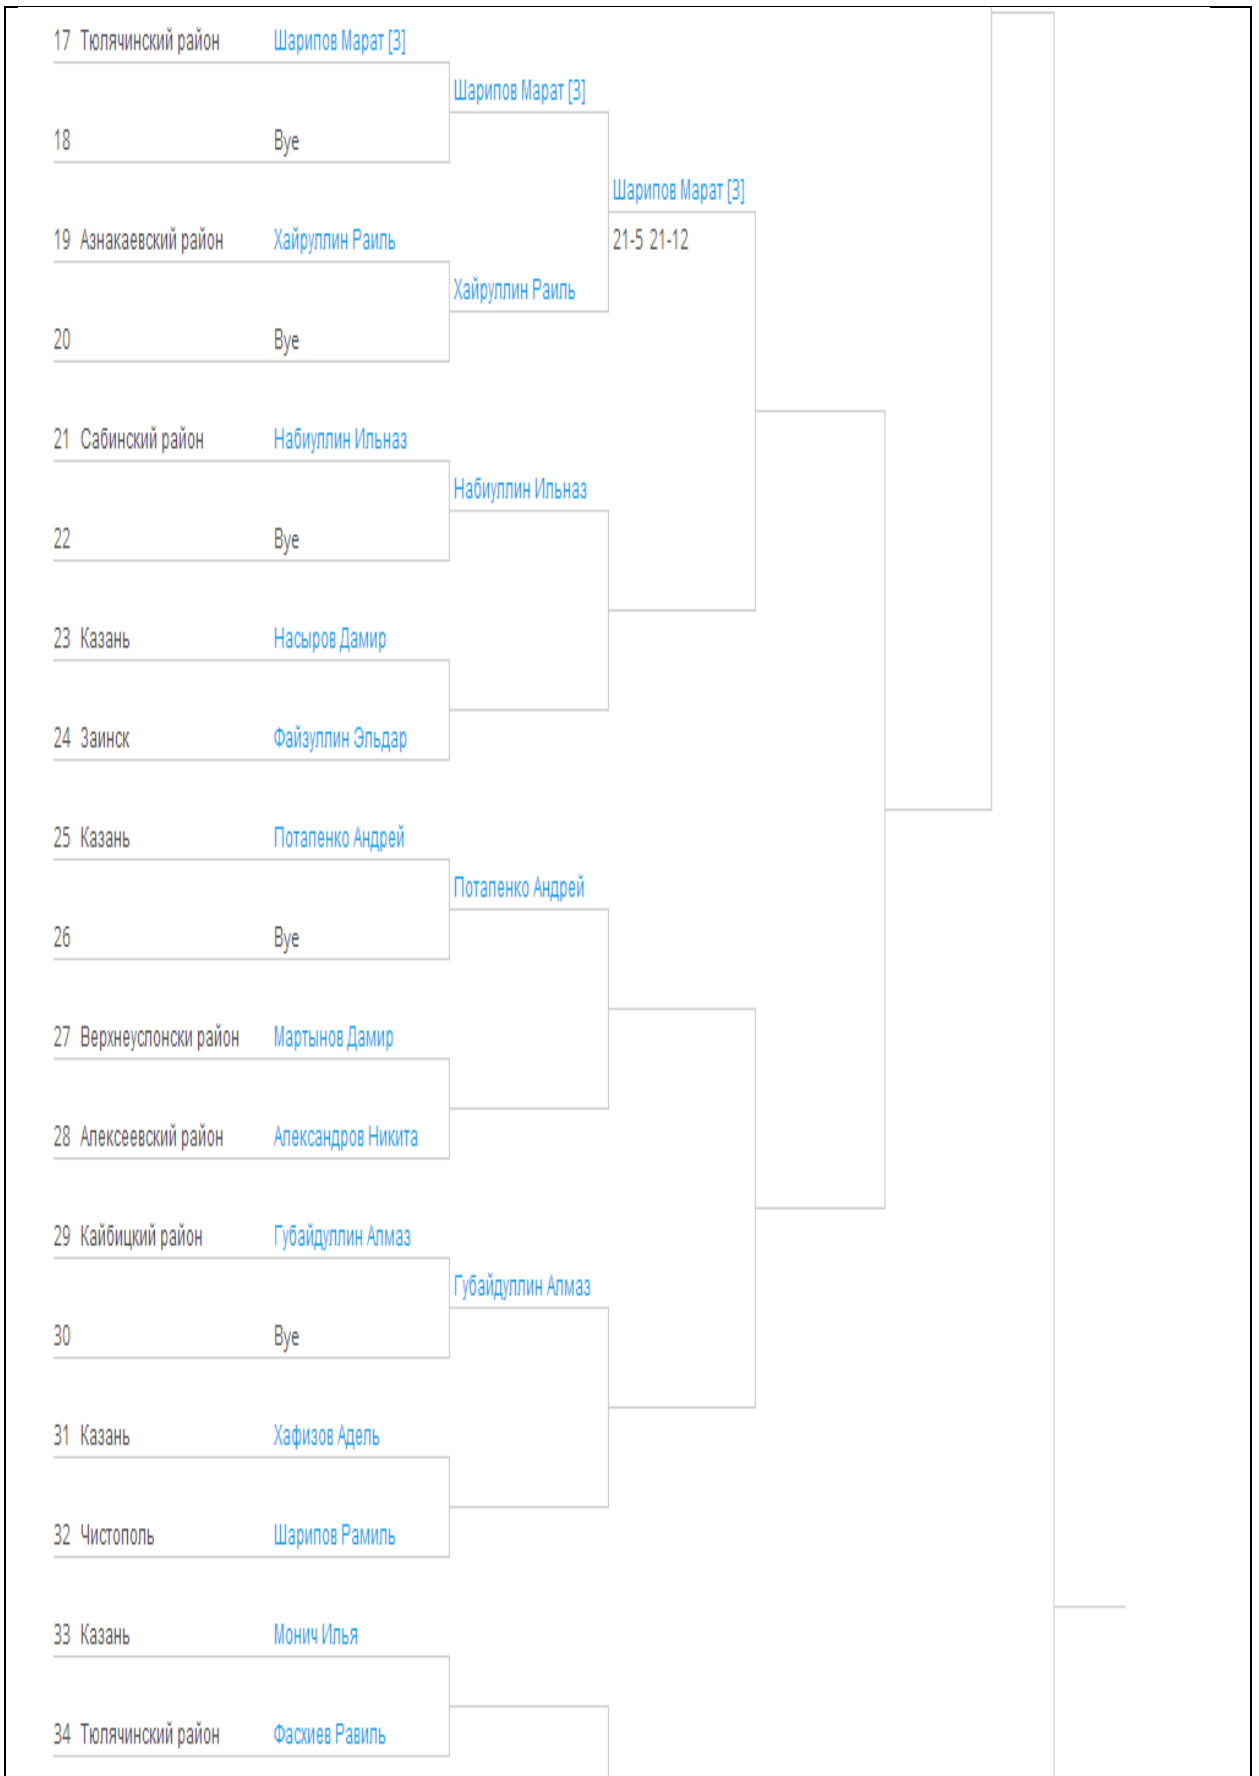 17 Тюлячинский район Шарипов Марат [3]
Шарипов Марат [3]
18 Bye
Шарипов Марат [3]
19 Азнакаевский район Хайруллин Раиль
21-5 21-12
Хайруллин Раиль
20 Bye
21 Сабинский район Набиуллин Ильназ
Набиуллин Ильназ
22 Bye
23 Казань Насыров Дамир
24 Заинск Файзуллин Эльдар
25 Казань Потапенко Андрей
Потапенко Андрей
26 Bye
27 Верхнеуслонски район Мартынов Дамир
28 Алексеевский район Александров Никита
29 Кайбицкий район Губайдуллин Алмаз
Губайдуллин Алмаз
30 Bye
31 Казань Хафизов Адель
32 Чистополь Шарипов Рамиль
33 Казань Монич Илья
34 Тюлячинский район Фасхиев Равиль